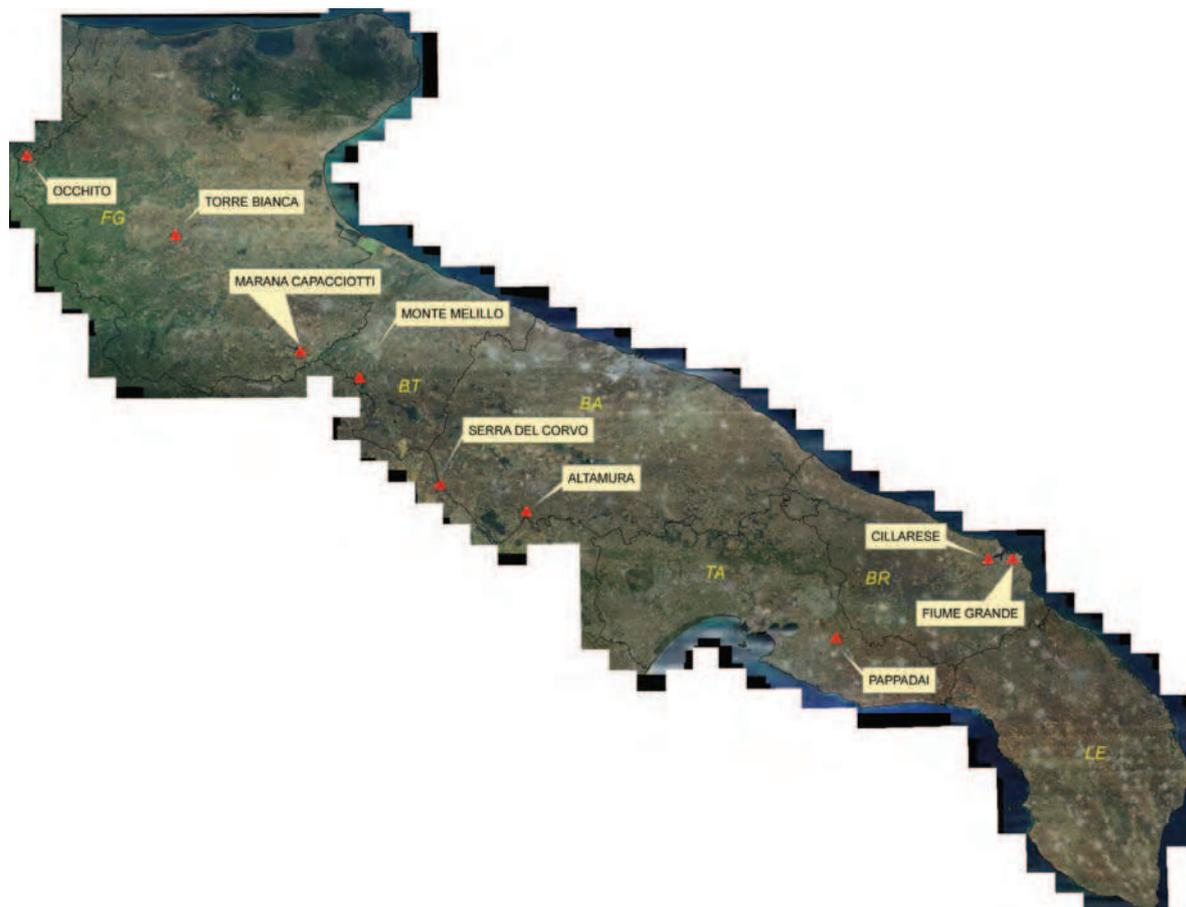 OCCHITO
TORRE BIANCA
FG
MARANA CAPACCIOTTI
MONTE MELILLO
BT
BA
SERRA DEL CORVO
ALTAMURA
CILLARESE
TA
BR
FIUME GRANDE
PAPPADAI
LE